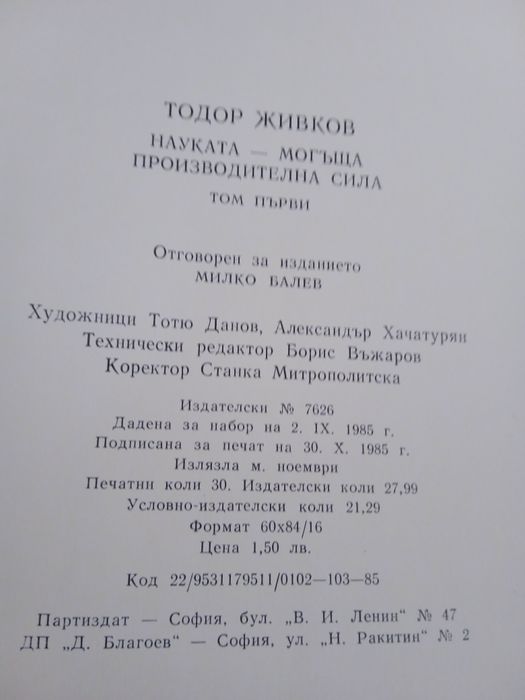 ТОДОР ЖИВКОВ
НАУКАТА — МОГЪЩА
ПРОИЗВОДИТЕЛНА СИЛА
ТОМ ПЪРВИ
Отговорен за изданието
МИЛКО БАЛЕВ
Художници Тотю Данов, Александър Хачатурян
Технически редактор Борис Въжаров
Коректор Станка Митрополитска
Издателски № 7626
Дадена за набор на 2. IX. 1985 г.
Подписана за печат на 30. X. 1985 г.
Излязла м. ноември
Печатни коли 30. Издателски коли 27,99
Условно-издателски коли 21,29
Формат 60x84/16
Цена 1,50 лв.
Код 22/9531179511/0102—103—85
Партиздат — София, бул. „В. И. Ленин“ № 47
ДП „Д. Благоев“ — София, ул. „Н. Ракитин“ № 2